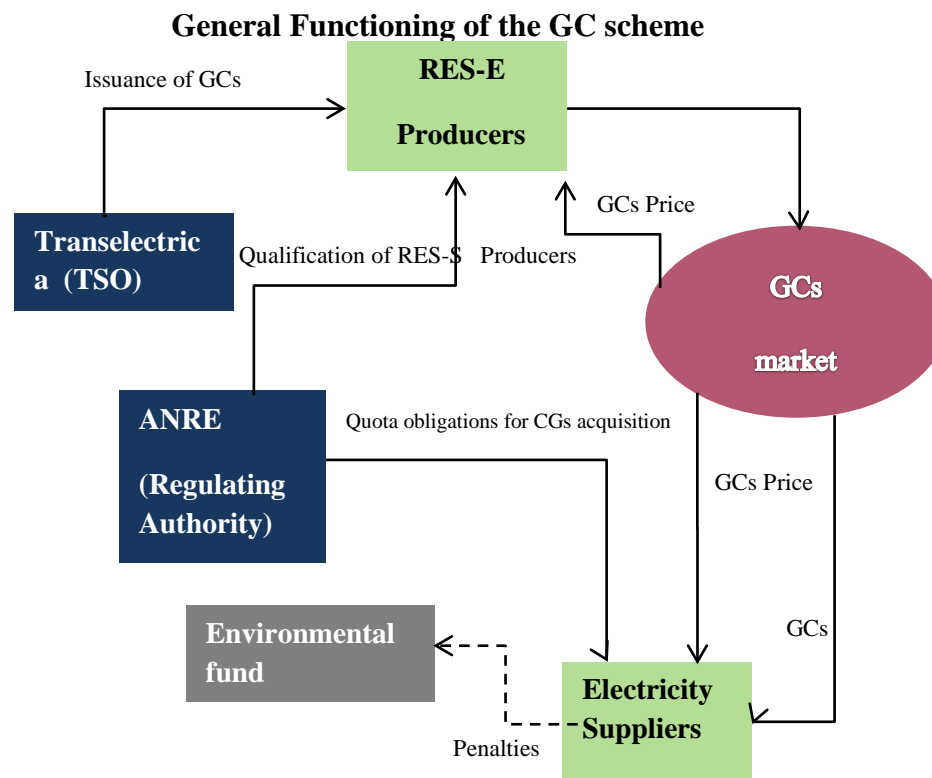 General Functioning of the GC scheme
RES-E
Producers
Issuance of GCs
GCs Price
Transelectric
a (TSO)
Qualification of RES-S Producers
GCs
market
ANRE
(Regulating
Authority)
Quota obligations for CGs acquisition
GCs Price
GCs
Environmental
fund
Electricity
Suppliers
Penalties